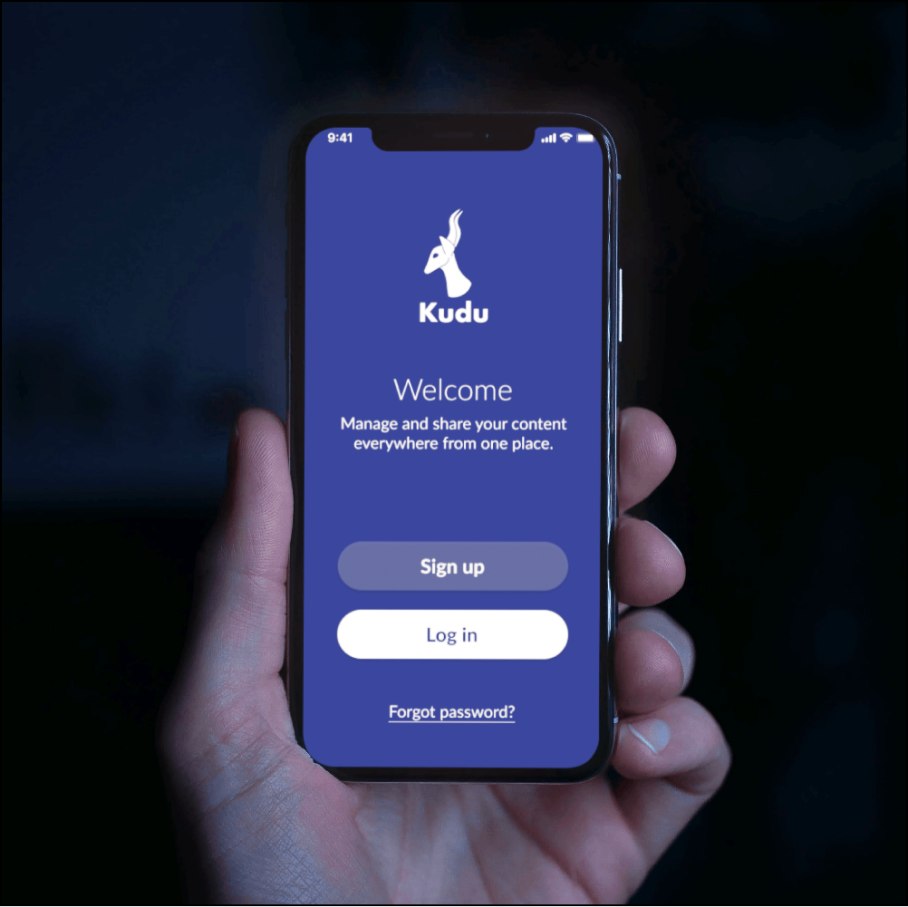 9:41
Kudu
Welcome
Manage and share your content
everywhere from one place.
Sign up
Log in
Forgot password?